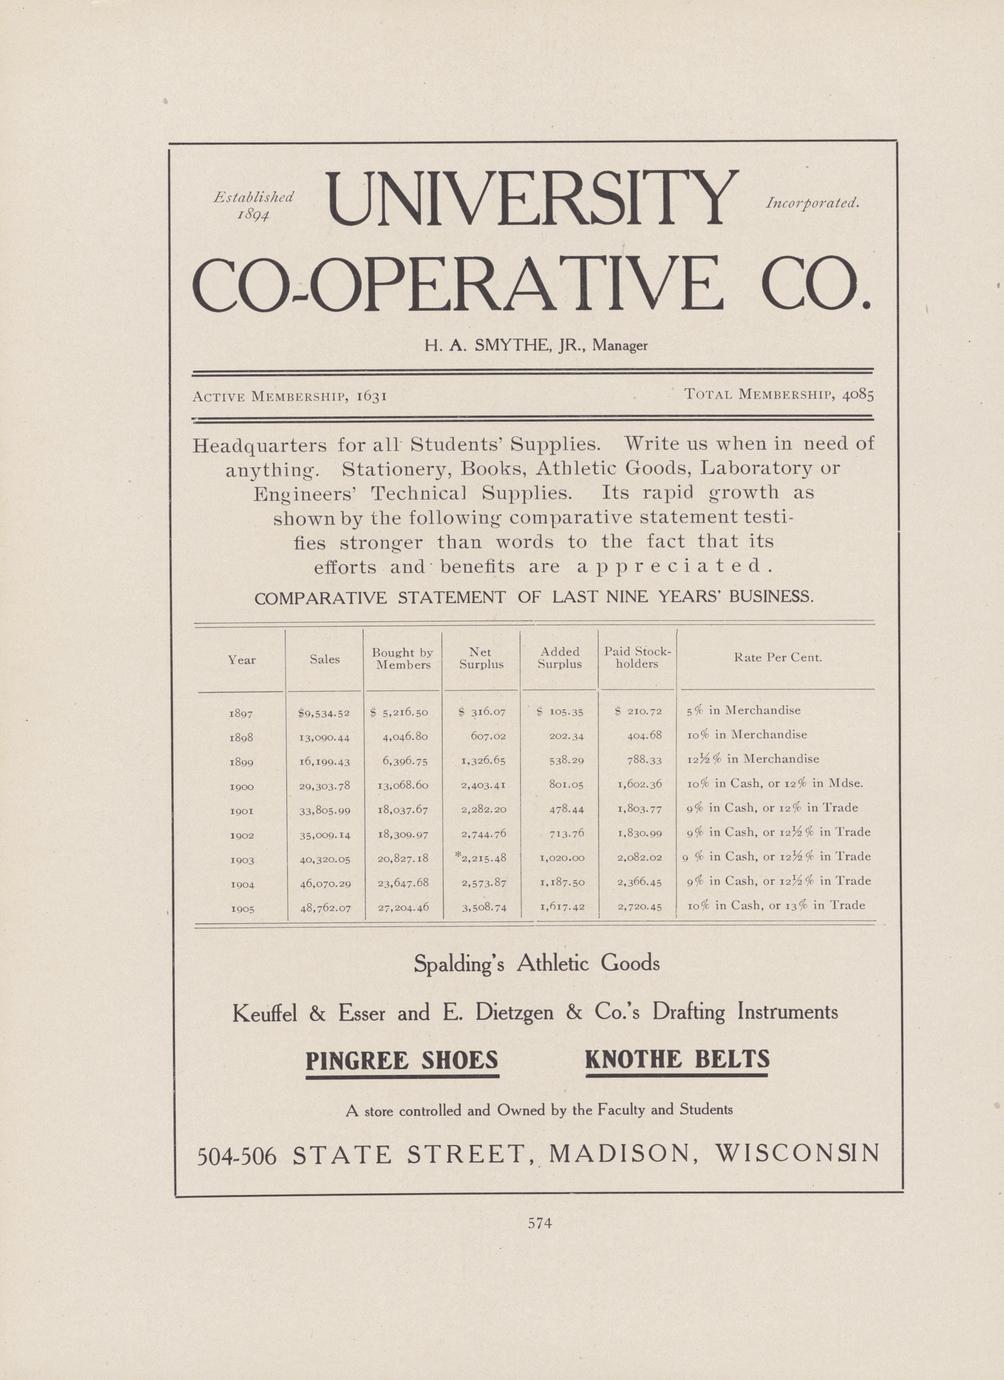 Established
1894
UNIVERSITY
Incorporated.
CO-OPERATIVE CO.
H. A. SMYTHE, JR., Manager
ACTIVE MEMBERSHIP, 1631 TOTAL MEMBERSHIP, 4085
Headquarters for all Students' Supplies. Write us when in need of
anything. Stationery, Books, Athletic Goods, Laboratory or
Engineers' Technical Supplies. Its rapid growth as
shown by the following comparative statement testi-
fies stronger than words to the fact that its
efforts and benefits are appreciated.
COMPARATIVE STATEMENT OF LAST NINE YEARS' BUSINESS.
Year Sales Bought by Members Net Surplus Added Surplus Paid Stock-holders Rate Per Cent.
1897 $9,534.52 $ 5,216.50 $ 316.07 $ 105.35 $ 210.72 5% in Merchandise
1898 13,090.44 4,046.80 607.02 202.34 404.68 10% in Merchandise
1899 16,199.43 6,396.75 1,326.65 538.29 788.33 12½% in Merchandise
1900 29,303.78 13,068.60 2,403.41 801.05 1,602.36 10% in Cash, or 12% in Mdse.
1901 33,805.99 18,037.67 2,282.20 478.44 1,803.77 9% in Cash, or 12% in Trade
1902 35,009.14 18,309.97 2,744.76 713.76 1,830.99 9% in Cash, or 12½% in Trade
1903 40,320.05 20,827.18 *2,215.48 1,020.00 2,082.02 9 % in Cash, or 12½% in Trade
1904 46,070.29 23,647.68 2,573.87 1,187.50 2,366.45 9% in Cash, or 12½% in Trade
1905 48,762.07 27,204.46 3,508.74 1,617.42 2,720.45 10% in Cash, or 13% in Trade
Spalding's Athletic Goods
Keuffel & Esser and E. Dietzgen & Co.'s Drafting Instruments
PINGREE SHOES KNOTHE BELTS
A store controlled and Owned by the Faculty and Students
504-506 STATE STREET, MADISON, WISCONSIN
574